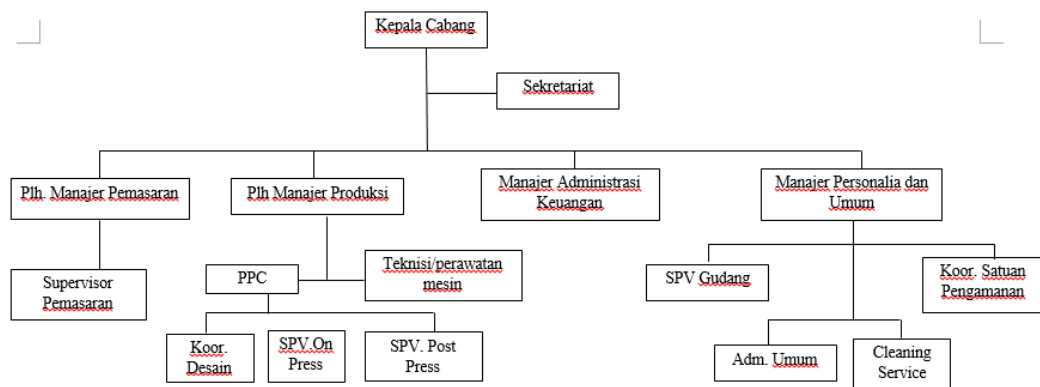 Kepala Cabang
Sekretariat
Plh. Manajer Pemasaran
Plh Manajer Produksi
Manajer Administrasi
Keuangan
Manajer Personalia dan
Umum
Supervisor
Pemasaran
PPC
Teknisi/perawatan
mesin
SPV Gudang
Koor. Satuan
Pengamanan
Koor.
Desain
SPV.On
Press
SPV. Post
Press
Adm. Umum
Cleaning
Service